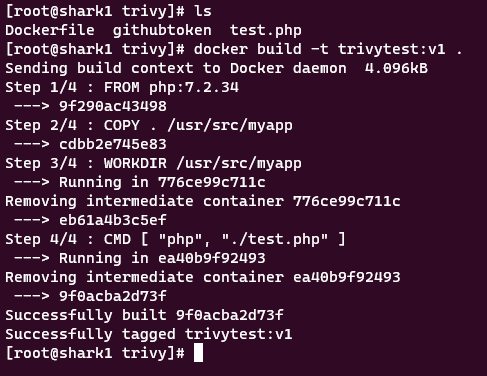 [root@shark1 trivy]# ls
Dockerfile  githubtoken  test.php
[root@shark1 trivy]# docker build -t trivytest:v1 .
Sending build context to Docker daemon  4.096kB
Step 1/4 : FROM php:7.2.34
 ---> 9f290ac43498
Step 2/4 : COPY . /usr/src/myapp
 ---> cdbb2e745e83
Step 3/4 : WORKDIR /usr/src/myapp
 ---> Running in 776ce99c711c
Removing intermediate container 776ce99c711c
 ---> eb61a4b3c5ef
Step 4/4 : CMD [ "php", "./test.php" ]
 ---> Running in ea40b9f92493
Removing intermediate container ea40b9f92493
 ---> 9f0acba2d73f
Successfully built 9f0acba2d73f
Successfully tagged trivytest:v1
[root@shark1 trivy]#